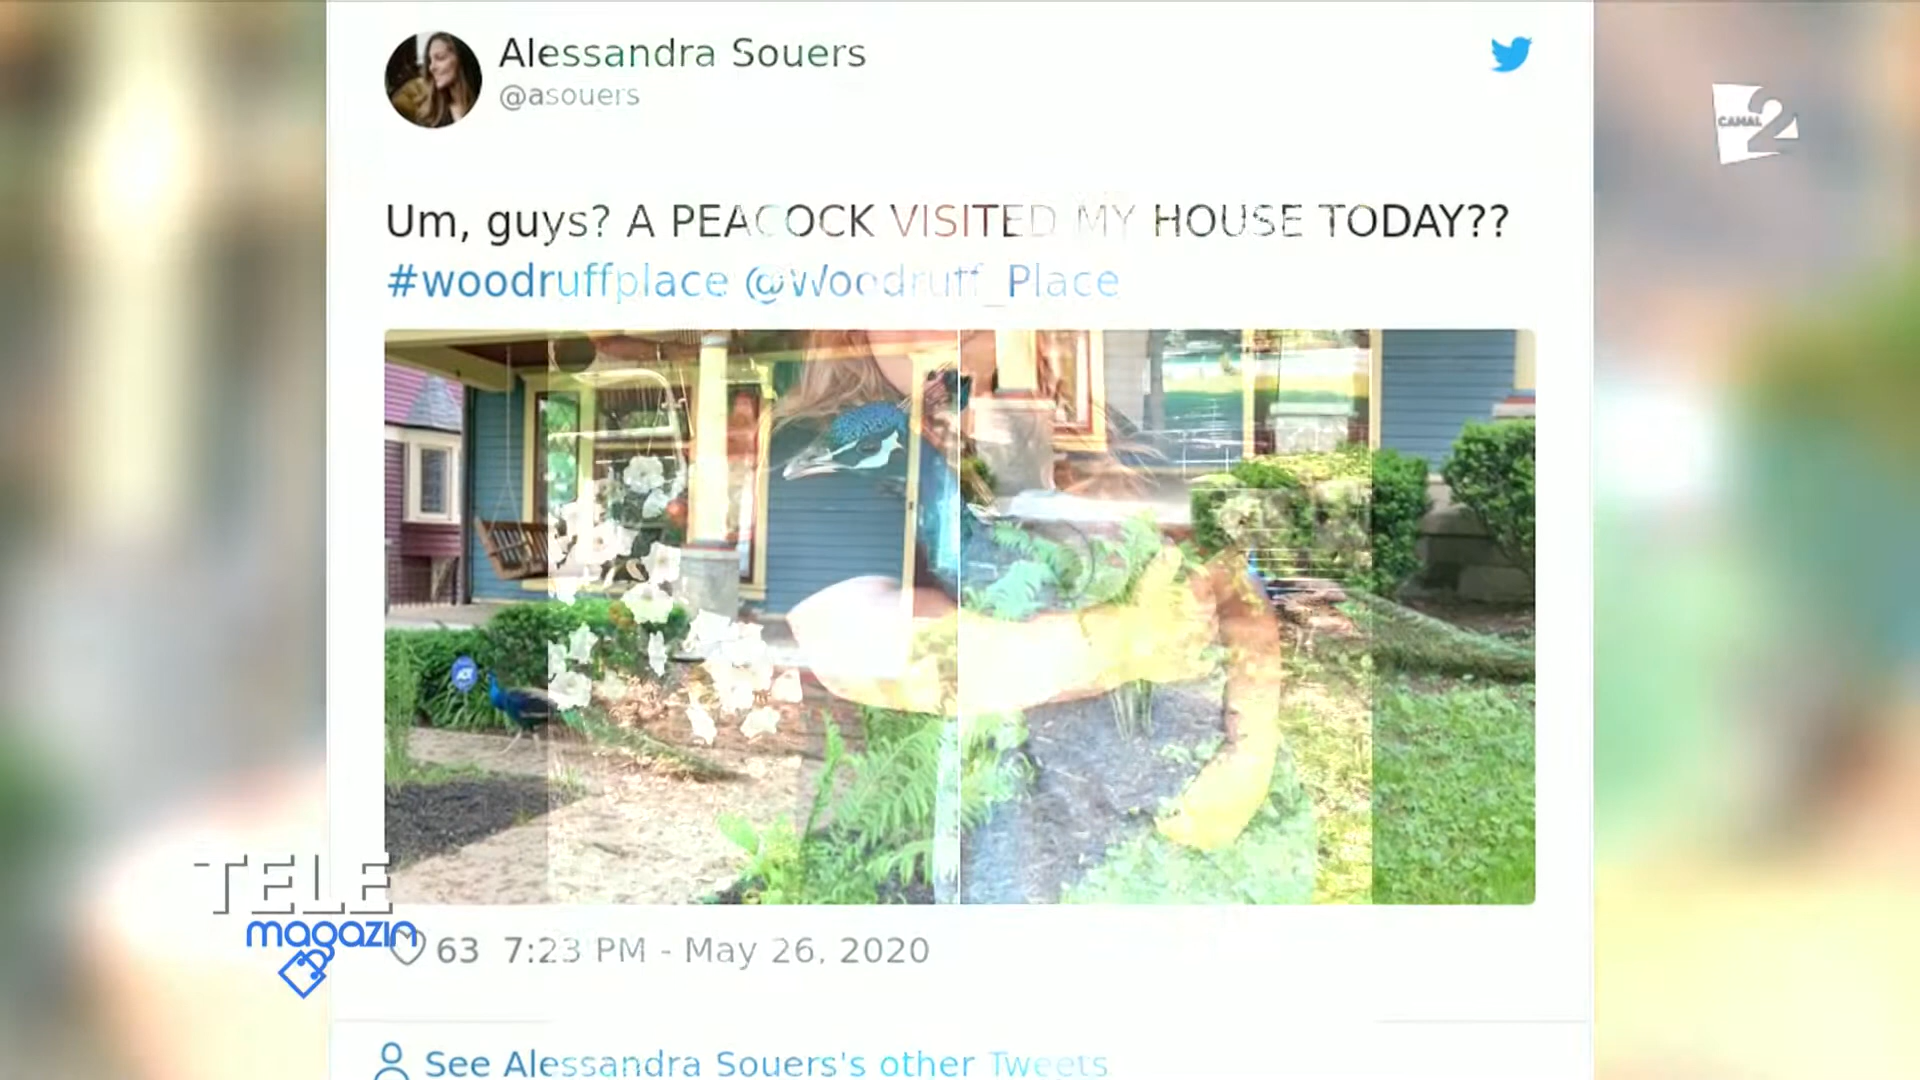 Alessandra Souers
@asouers
CANAL 2
Um, guys? A PEACOCK VISITED MY HOUSE TODAY??
#woodruffplace @Woodruff_Place
ADT
TELE
magazin
63 7:23 PM - May 26, 2020
See Alessandra Souers's other Tweets